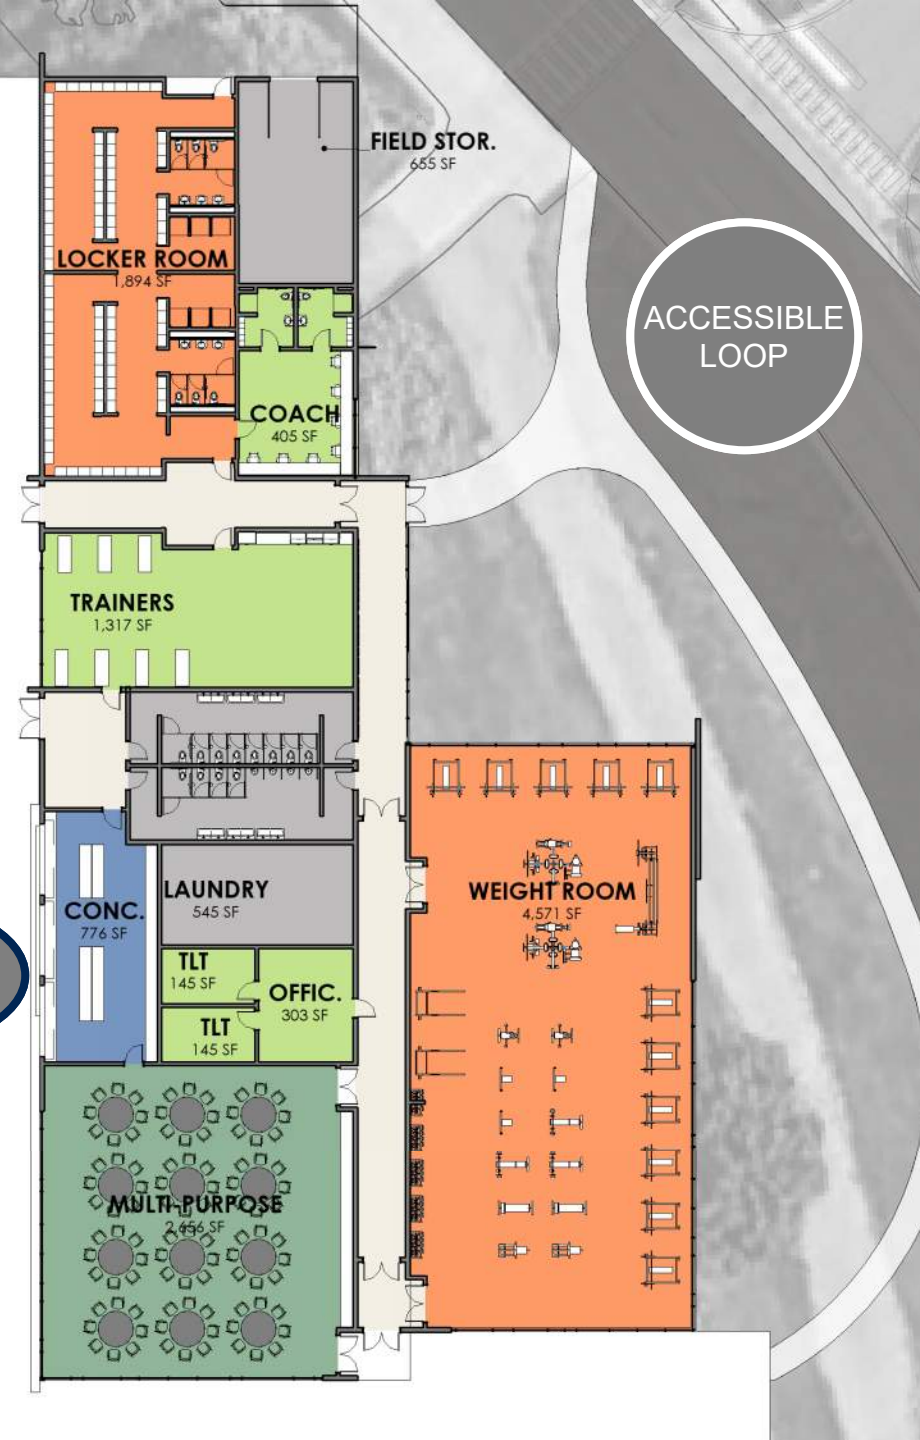 FIELD STOR.
655 SF
LOCKER ROOM
1,894 SF
ACCESSIBLE
LOOP
COACH
405 SF
TRAINERS
1,317 SF
WEIGHT ROOM
4,571 SF
LAUNDRY
545 SF
CONC.
776 SF
TLT
145 SF
OFFIC.
303 SF
TLT
145 SF
MULTI-PURPOSE
2,656 SF